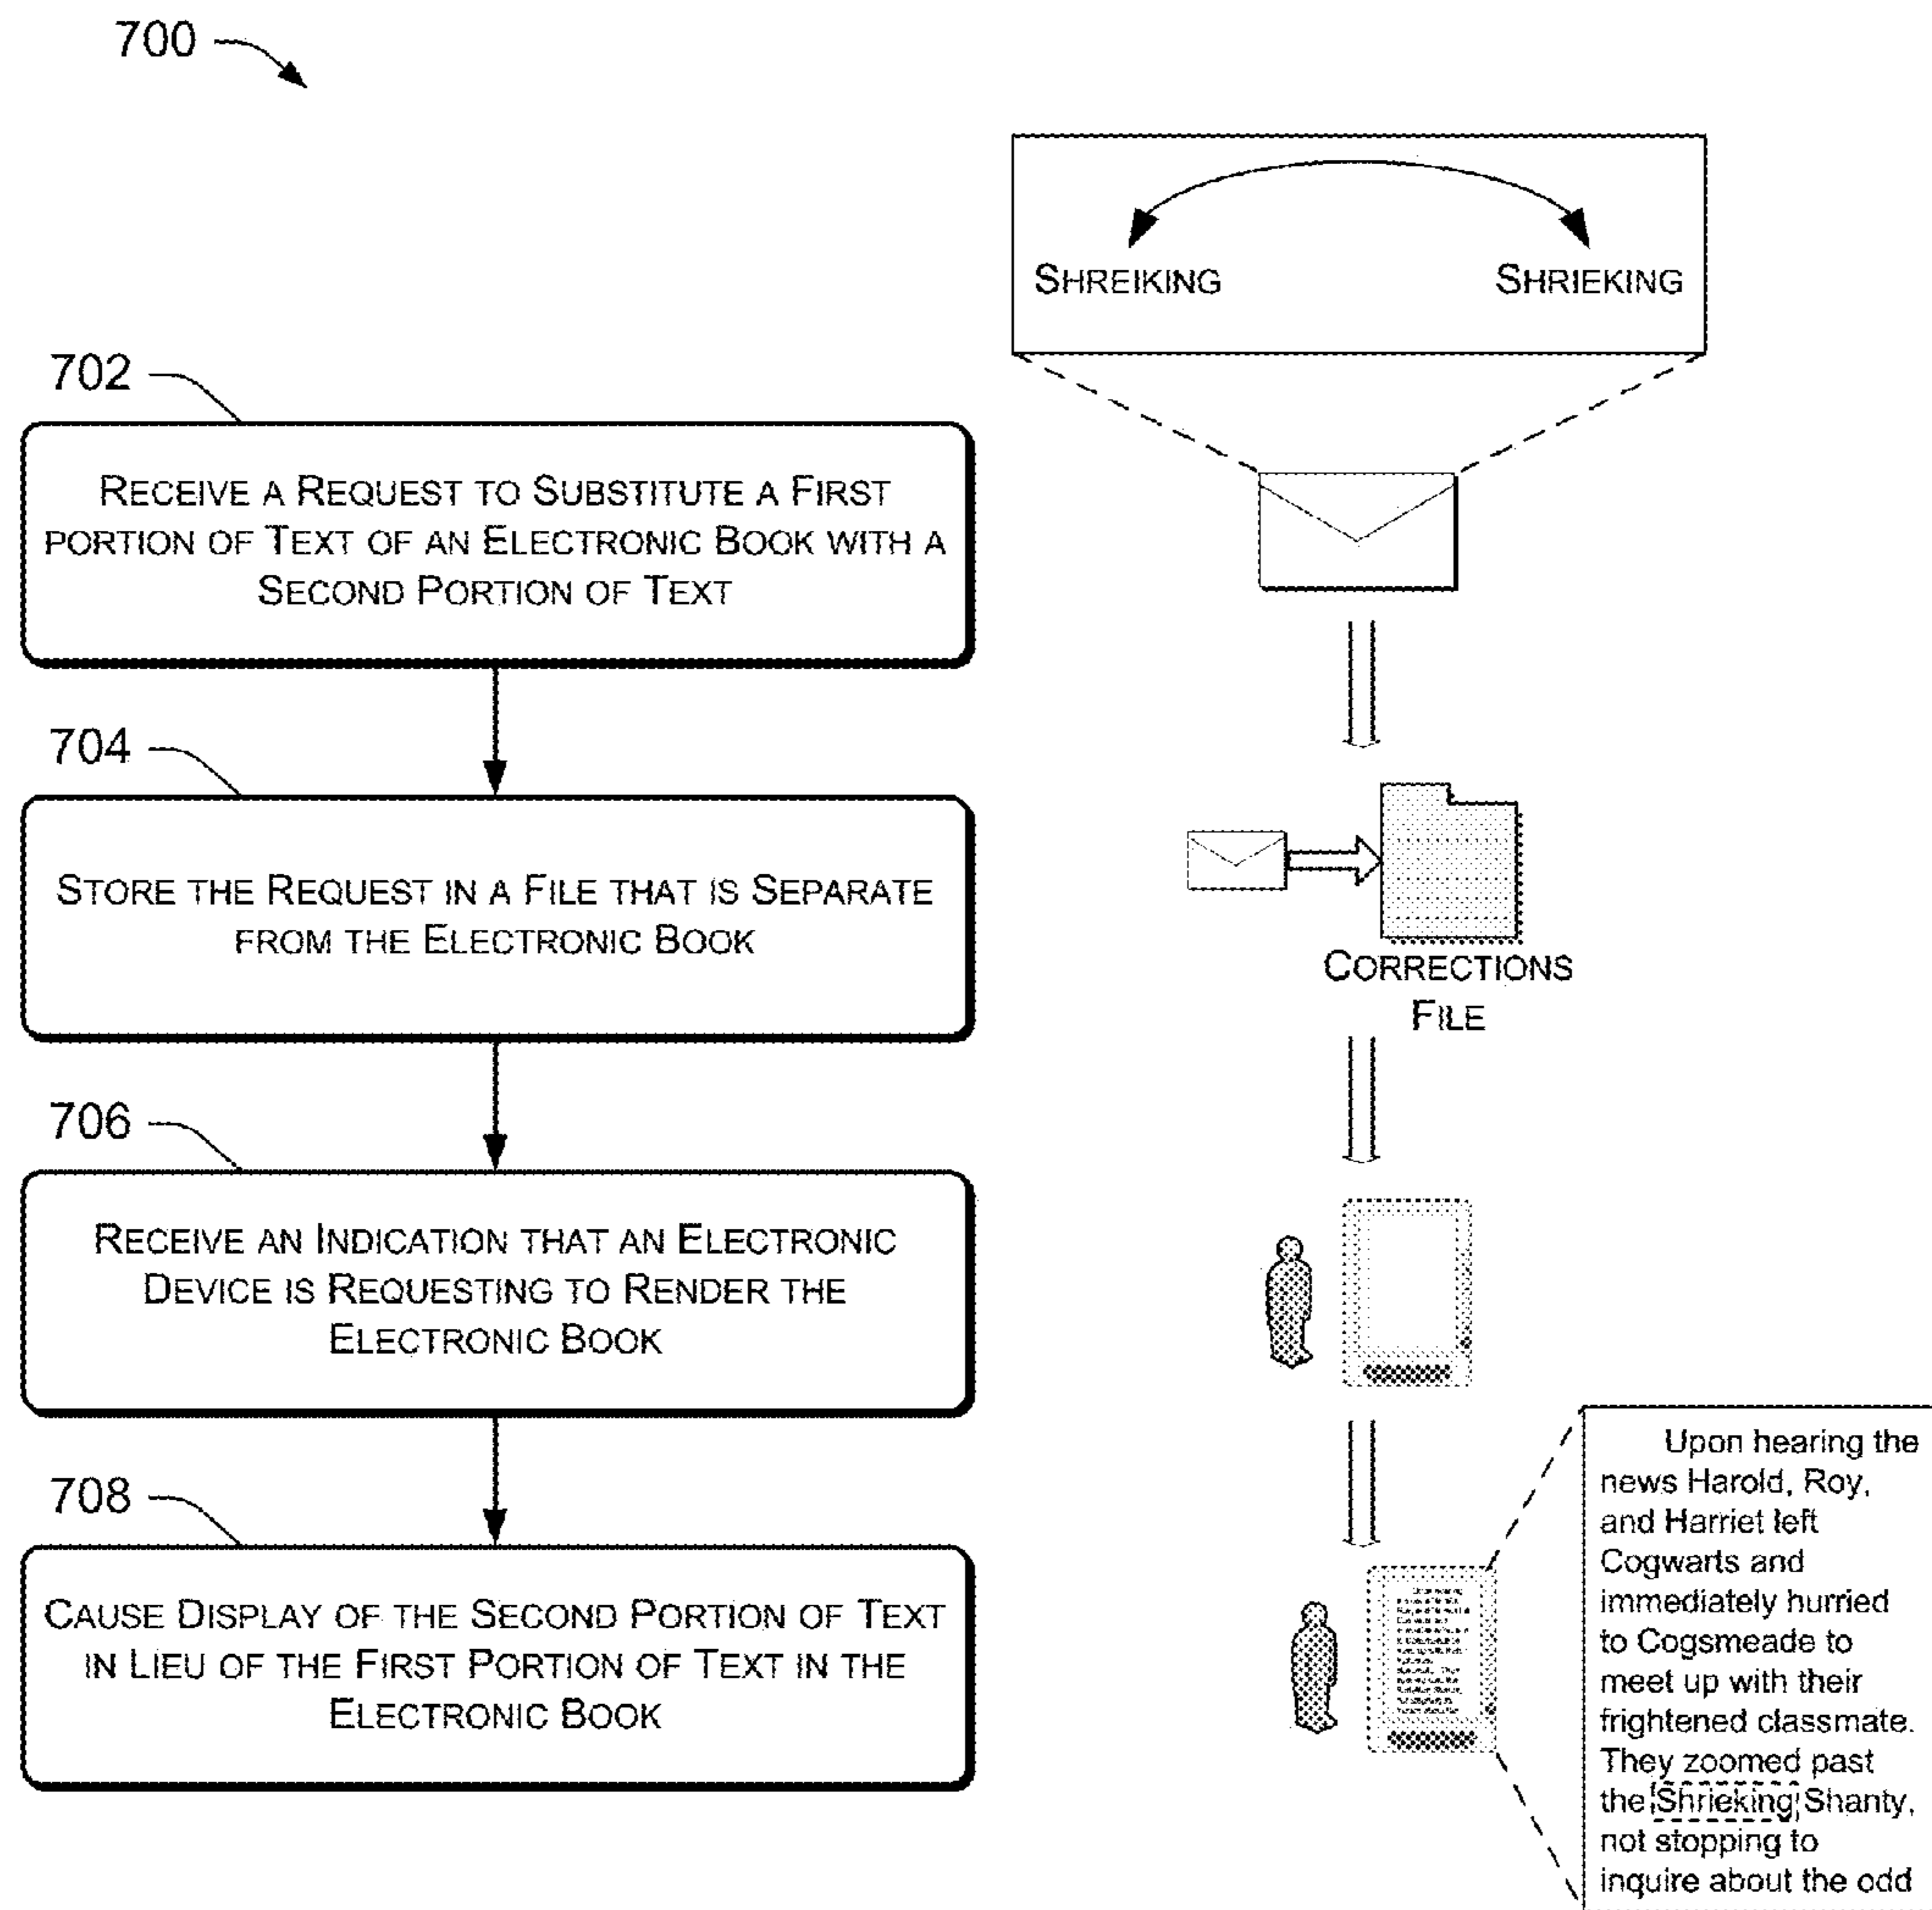 700
SHREIKING
SHRIEKING
702
RECEIVE A REQUEST TO SUBSTITUTE A FIRST
PORTION OF TEXT OF AN ELECTRONIC BOOK WITH A
SECOND PORTION OF TEXT
704
STORE THE REQUEST IN A FILE THAT IS SEPARATE
FROM THE ELECTRONIC BOOK
CORRECTIONS
FILE
706
RECEIVE AN INDICATION THAT AN ELECTRONIC
DEVICE IS REQUESTING TO RENDER THE
ELECTRONIC BOOK
708
CAUSE DISPLAY OF THE SECOND PORTION OF TEXT
IN LIEU OF THE FIRST PORTION OF TEXT IN THE
ELECTRONIC BOOK
Upon hearing the
news Harold, Roy,
and Harriet left
Cogwarts and
immediately hurried
to Cogsmeade to
meet up with their
frightened classmate.
They zoomed past
the Shrieking Shanty,
not stopping to
inquire about the odd